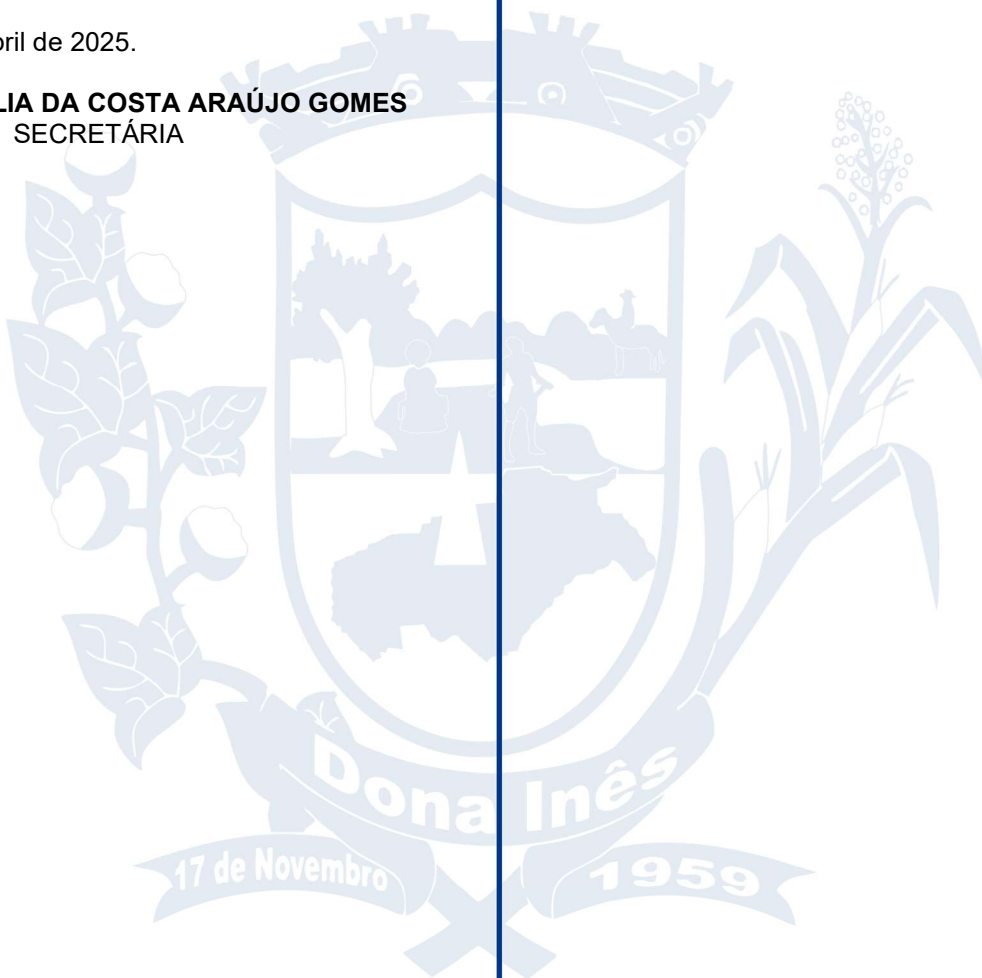 ril de 2025.
LIA DA COSTA ARAÚJO GOMES
SECRETÁRIA
Dona Inês
17 de Novembro
1959